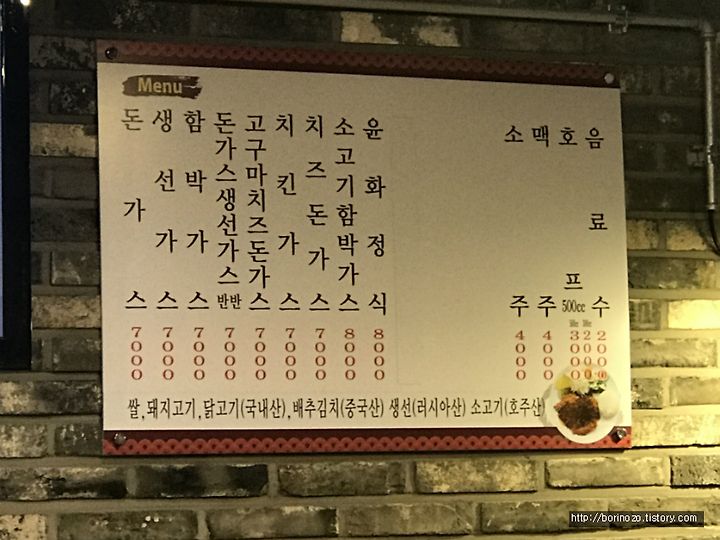 Menu
돈가스 7000
생선가스 7000
함박가스 7000
돈가스생선가스반반 7000
고구마치즈돈가스 7000
치킨가스 7000
치즈돈가스 7000
소고기함박가스 8000
윤화정식 8000
소주 4000
맥주 4000
호프 500cc 3000
음료수 2000
쌀,돼지고기,닭고기(국내산),배추김치(중국산) 생선(러시아산) 소고기(호주산)
http://borinozo.tistory.com